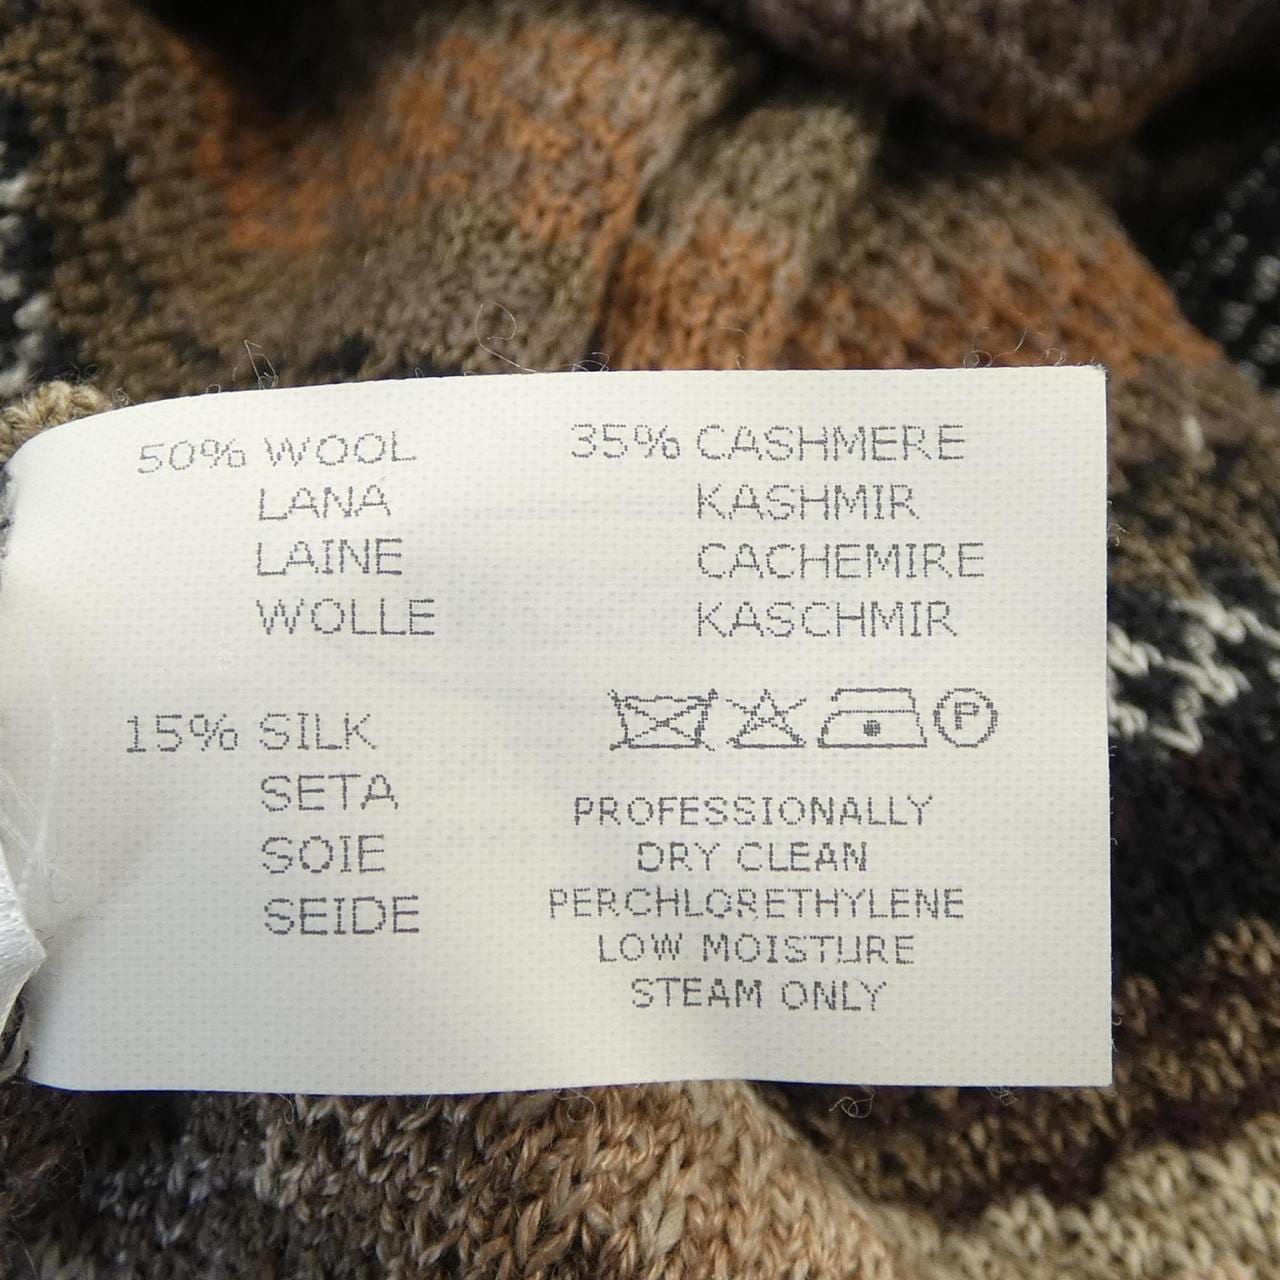 50% WOOL
LANA
LAINE
WOLLE
35% CASHMERE
KASHMIR
CACHEMIRE
KASCHMIR
15% SILK
SETA
SOIE
SEIDE
P
PROFESSIONALLY
DRY CLEAN
PERCHLORETHYLENE
LOW MOISTURE
STEAM ONLY